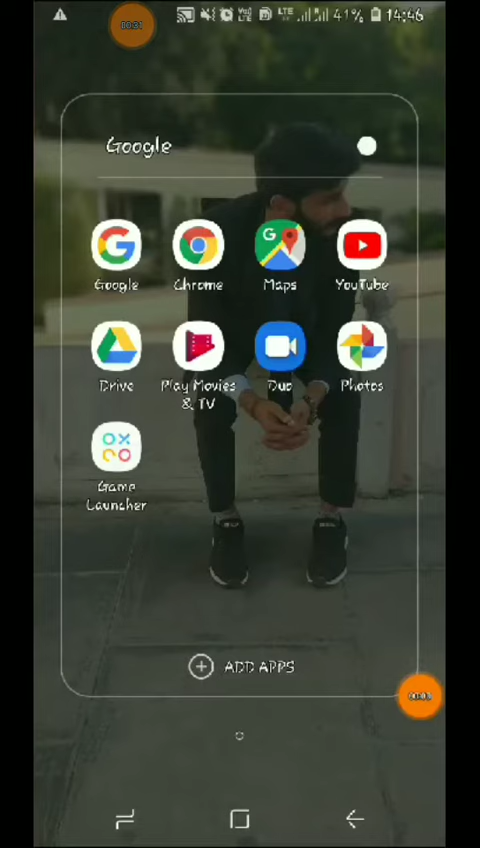 41% 14:46
Google
Google Chrome Maps YouTube
Drive Play Movies & TV Duo Photos
Game Launcher
ADD APPS